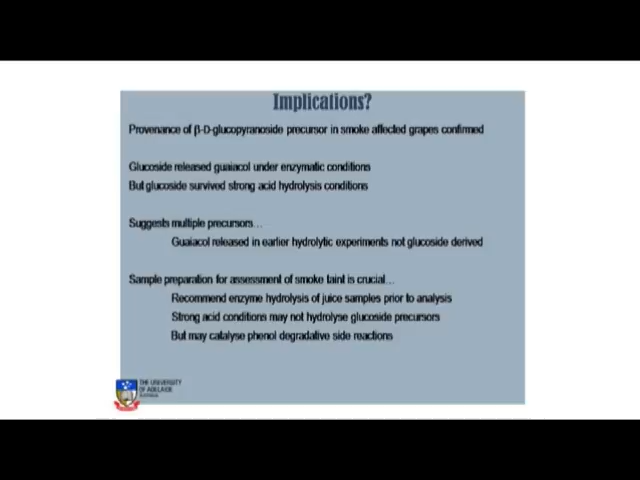 Implications?
Provenance of β-D-glucopyranoside precursor in smoke affected grapes confirmed
Glucoside released guaiacol under enzymatic conditions
But glucoside survived strong acid hydrolysis conditions
Suggests multiple precursors…
Guaiacol released in earlier hydrolytic experiments not glucoside derived
Sample preparation for assessment of smoke taint is crucial…
Recommend enzyme hydrolysis of juice samples prior to analysis
Strong acid conditions may not hydrolyse glucoside precursors
But may catalyse phenol degradative side reactions
THE UNIVERSITY
OF ADELAIDE
AUSTRALIA